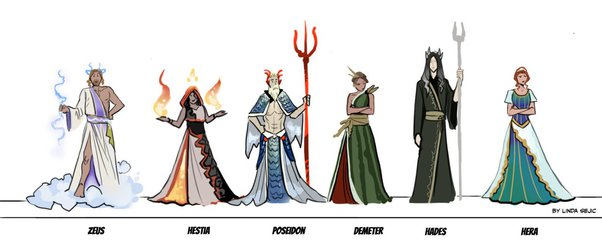 BY LINDA SEJIC
ZEUS HESTIA POSEIDON DEMETER HADES HERA